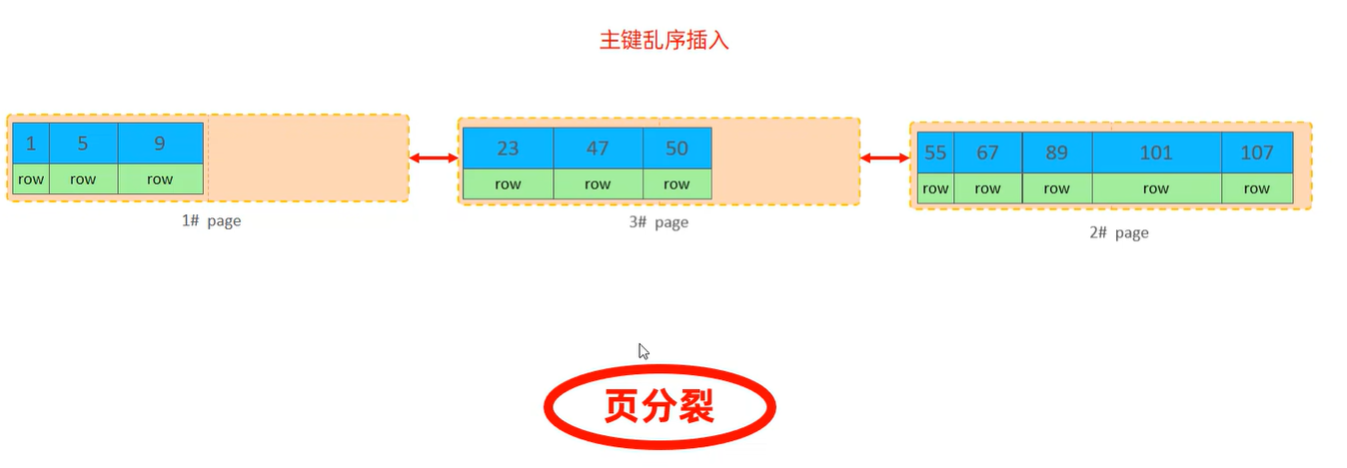 主键乱序插入
1 5 9
row row row
1# page
23 47 50
row row row
3# page
55 67 89 101 107
row row row row row
2# page
页分裂